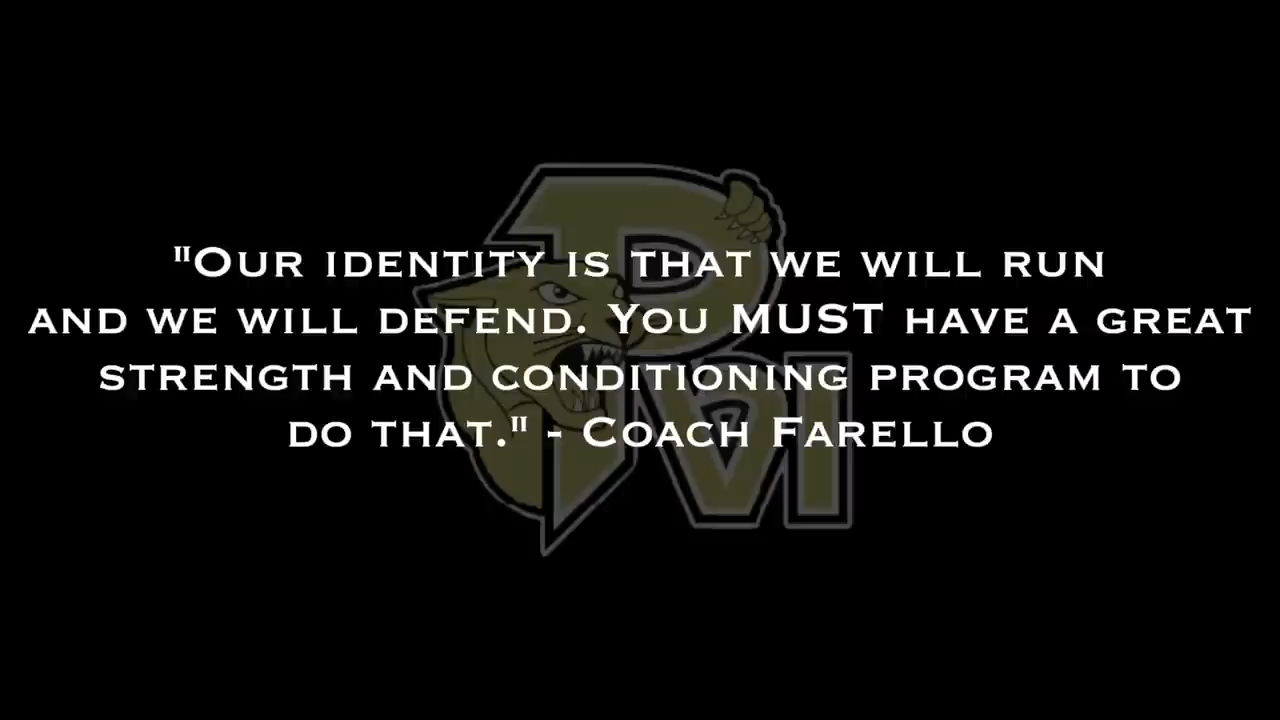 "Our identity is that we will run
and we will defend. You MUST have a great
strength and conditioning program to
do that." - Coach Farello
PVI